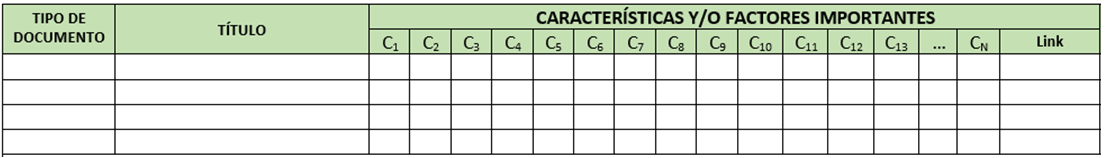 TIPO DE DOCUMENTO
TÍTULO
CARACTERÍSTICAS Y/O FACTORES IMPORTANTES
C₁ C₂ C₃ C₄ C₅ C₆ C₇ C₈ C₉ C₁₀ C₁₁ C₁₂ C₁₃ ... C_N Link